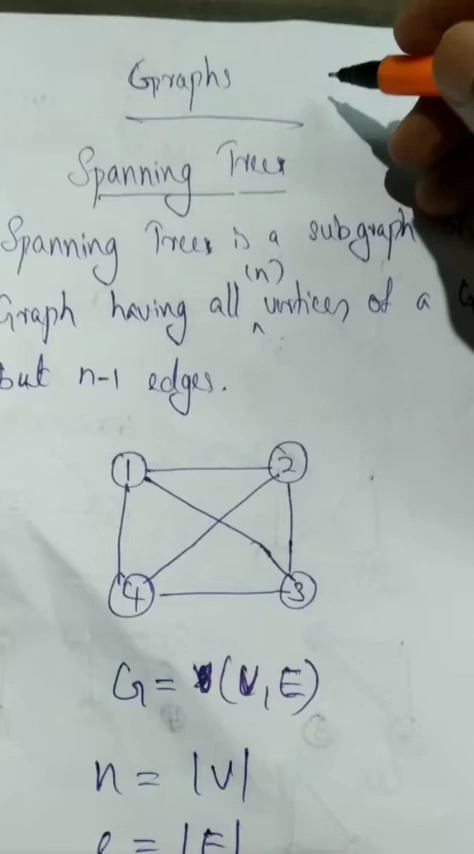 Graphs
Spanning Trees
Spanning Trees is a subgraph
Graph having all (n) vertices of a
but n-1 edges.
1 2
4 3
G = (V, E)
n = |V|
e = |E|